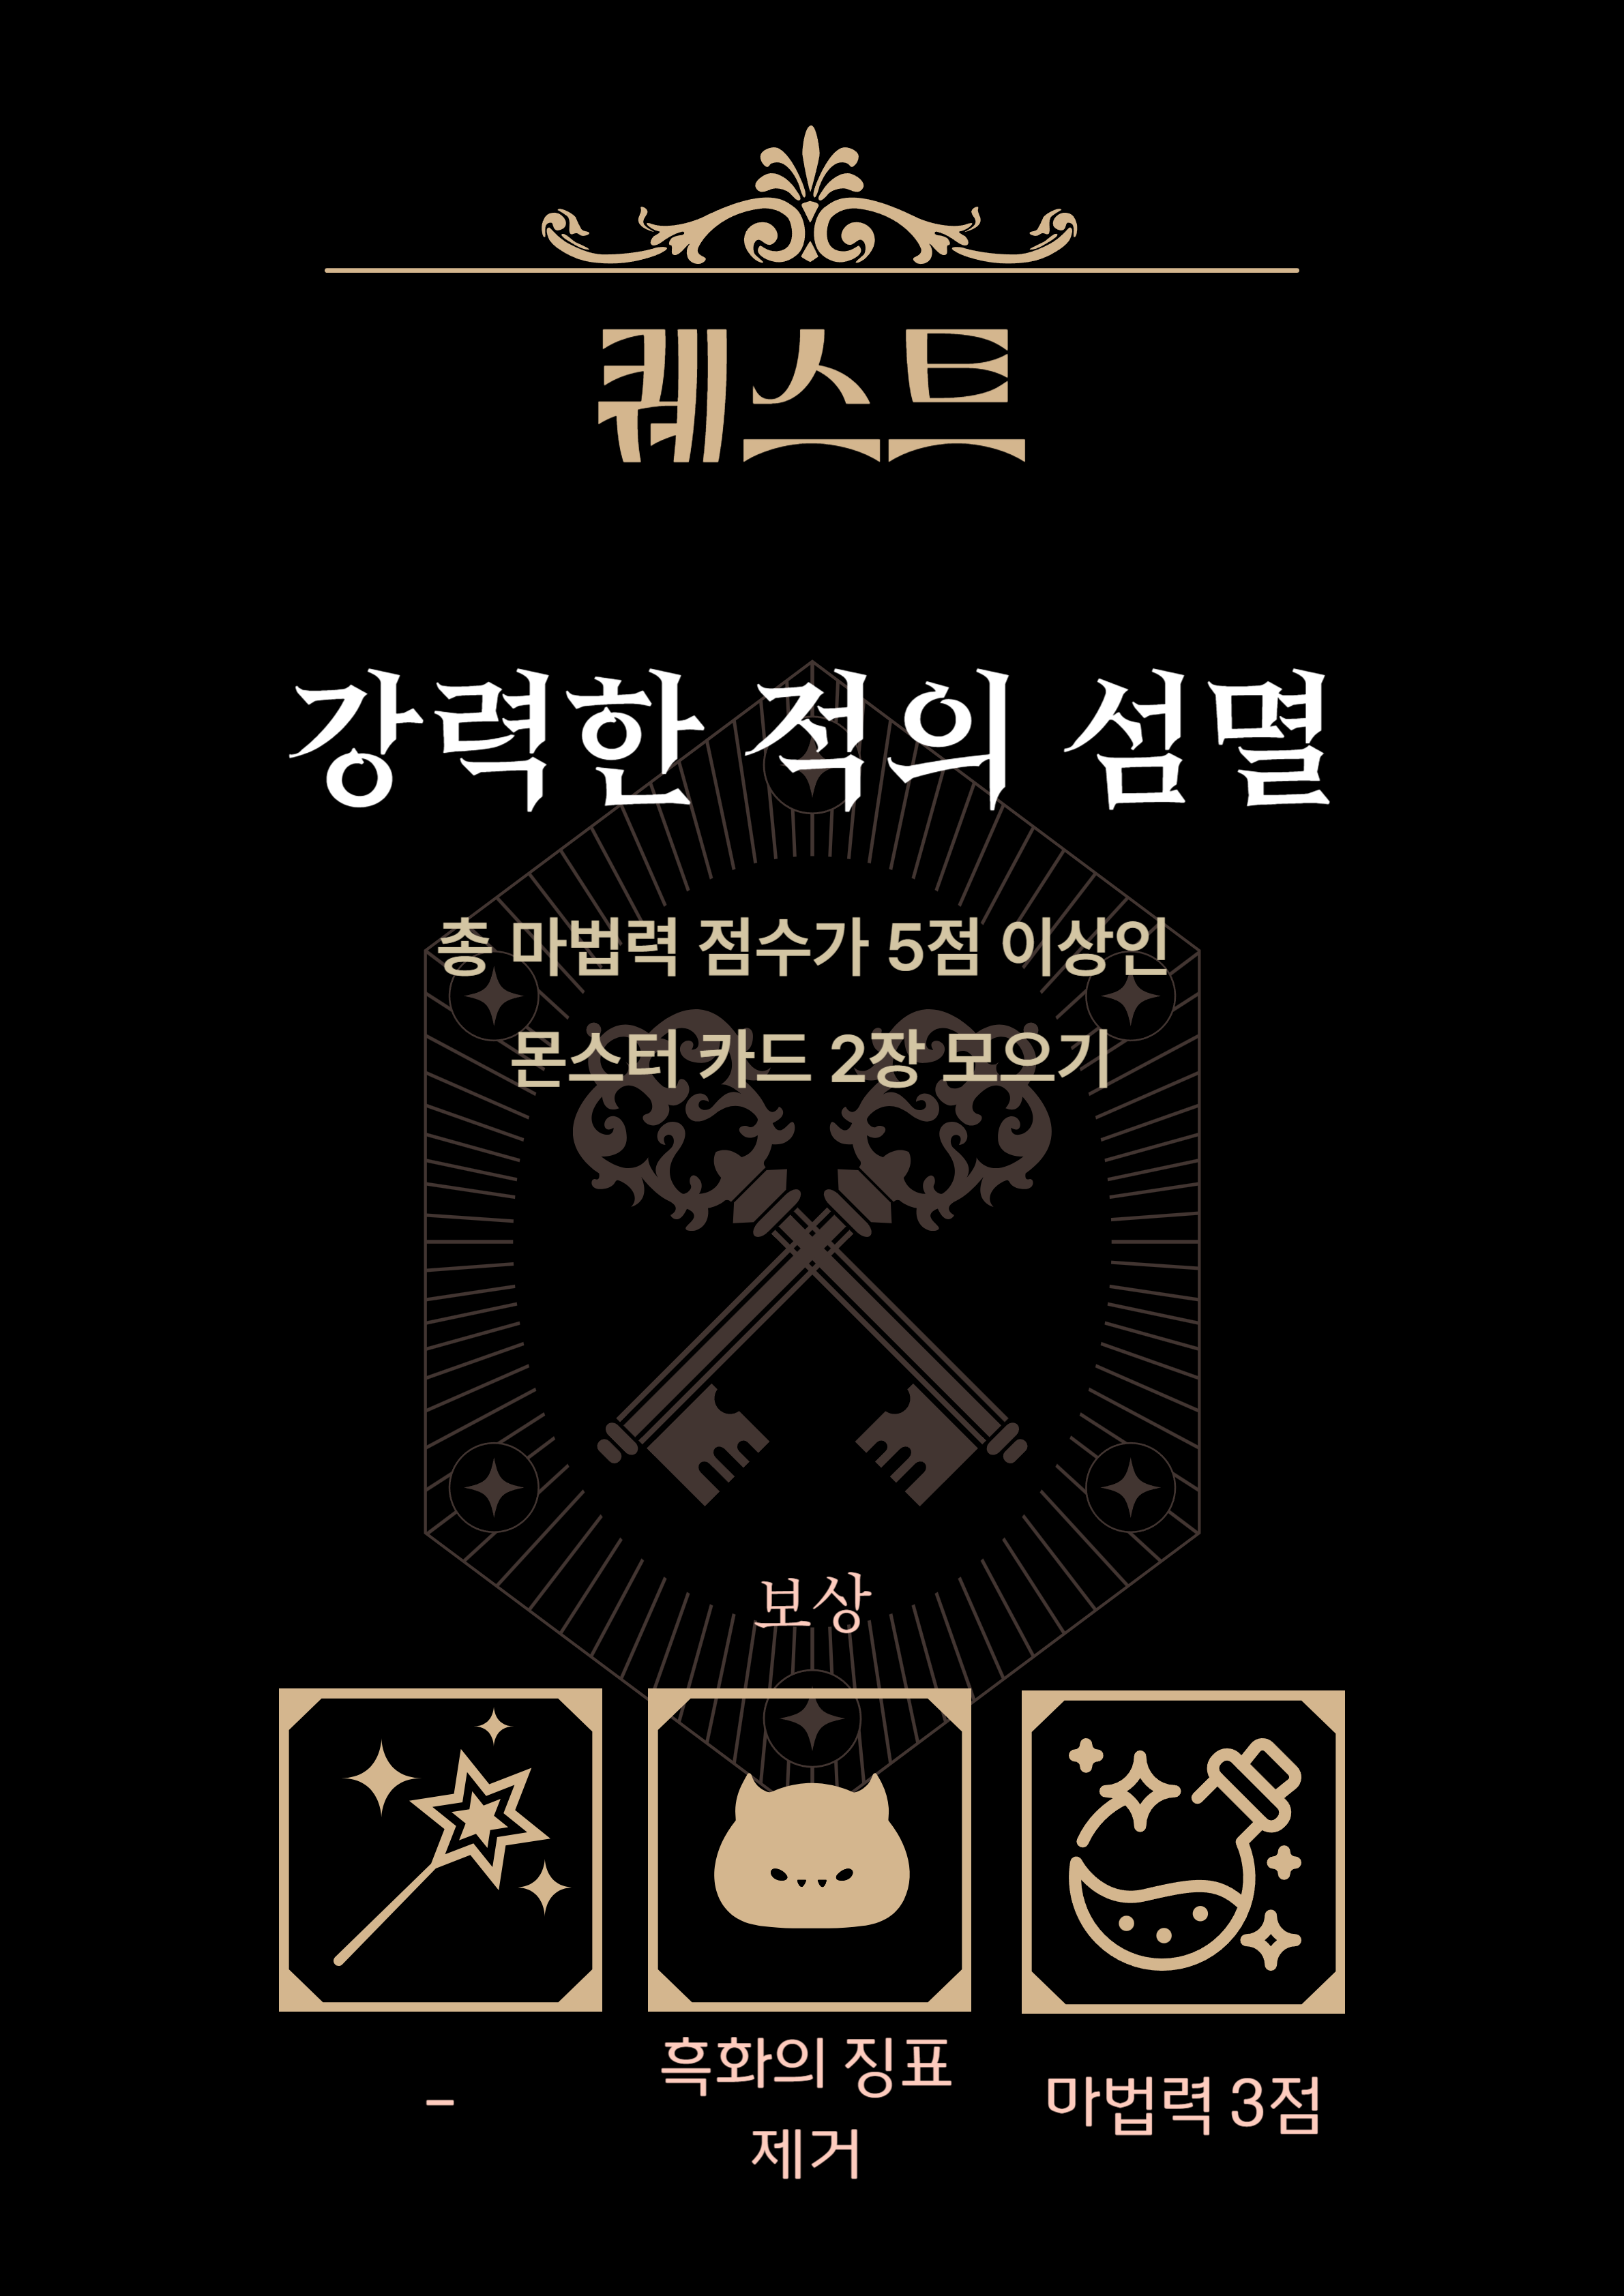 퀘스트
강력한 적의 섬멸
총 마법력 점수가 5점 이상인
몬스터 카드 2장 모으기
보상
-
흑화의 징표
제거
마법력 3점